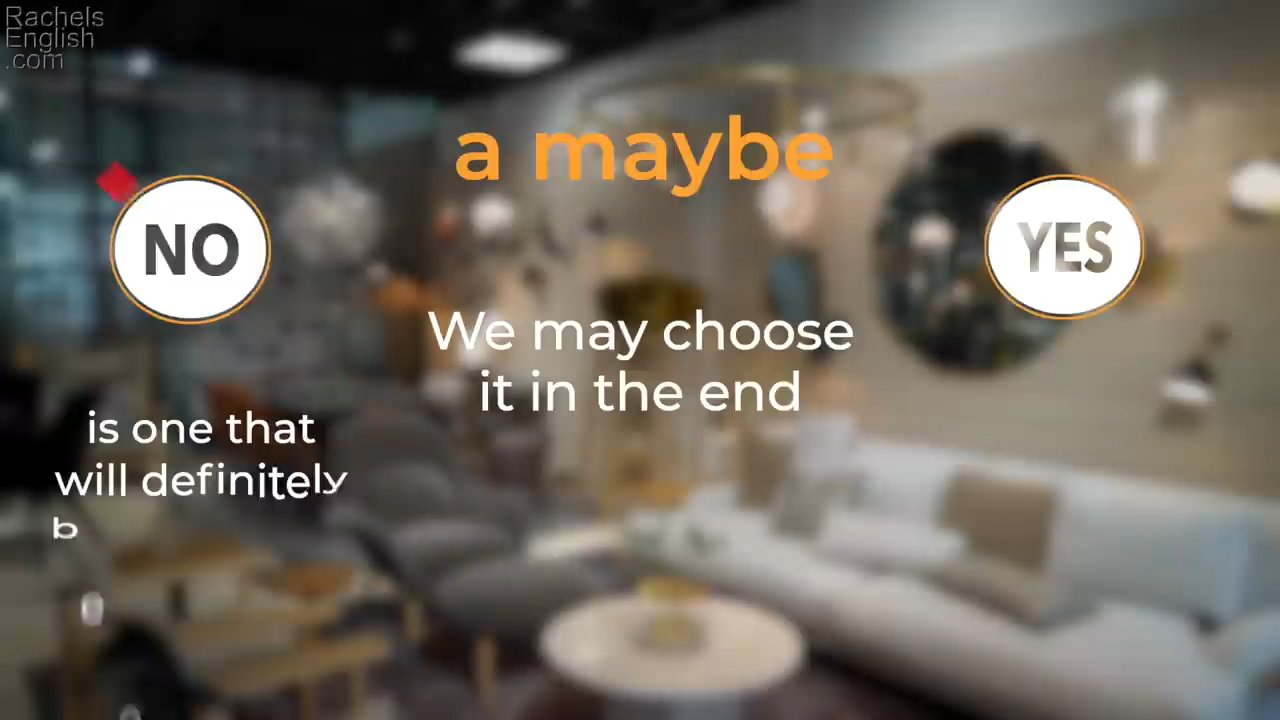 Rachels
English
.com
a maybe
NO
YES
We may choose
it in the end
is one that
will definitely
b